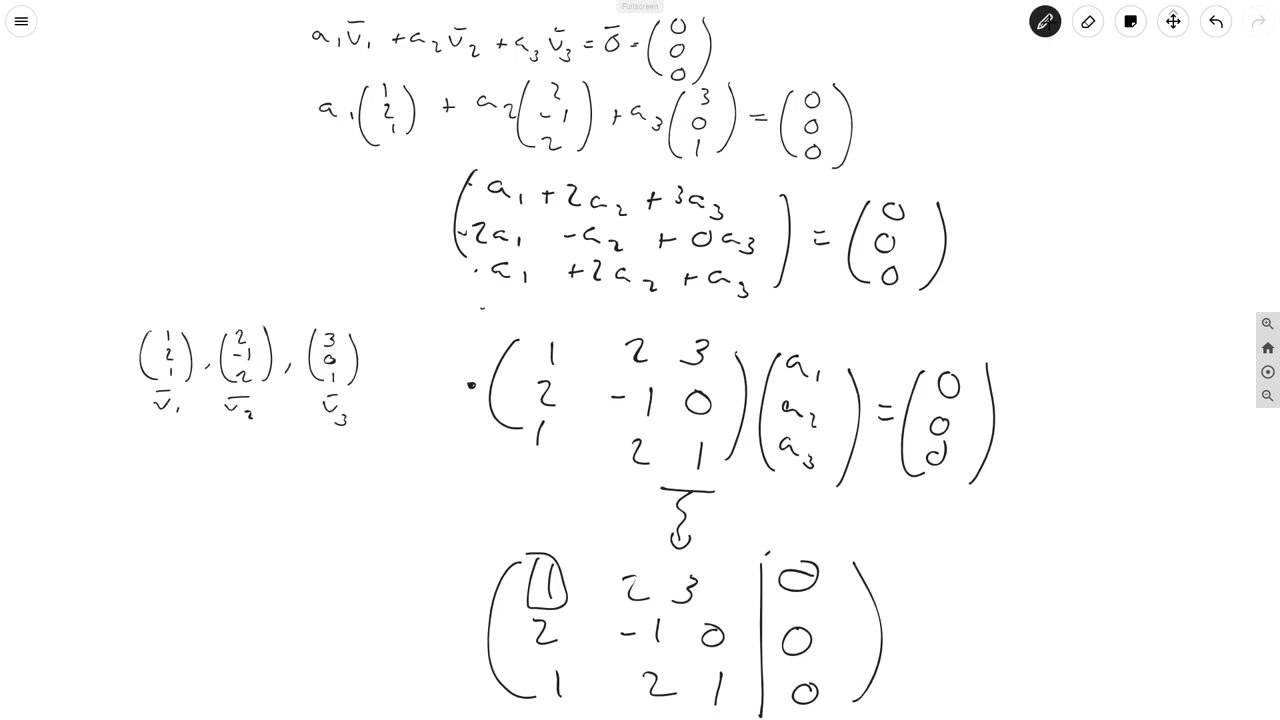 Fullscreen
a₁v̄₁ + a₂v̄₂ + a₃v̄₃ = 0̄ = (0 0 0)
a₁(1 2 1) + a₂(2 -1 2) + a₃(3 0 1) = (0 0 0)
(a₁ + 2a₂ + 3a₃
2a₁ - a₂ + 0a₃
a₁ + 2a₂ + a₃) = (0 0 0)
(1 2 1), (2 -1 2), (3 0 1)
v̄₁ v̄₂ v̄₃
(1 2 3
2 -1 0
1 2 1)(a₁ a₂ a₃) = (0 0 0)
(1 2 3 | 0
2 -1 0 | 0
1 2 1 | 0)